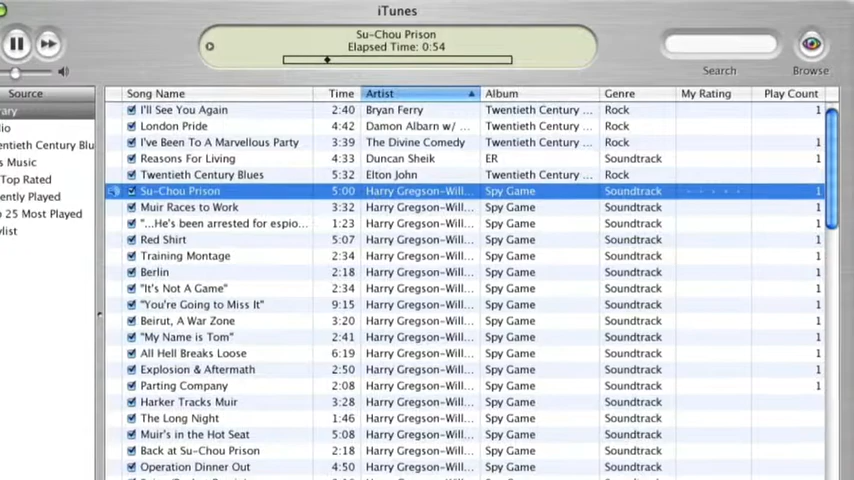 iTunes
Su-Chou Prison
Elapsed Time: 0:54
Search
Browse
Source
Song Name Time Artist Album Genre My Rating Play Count
I'll See You Again 2:40 Bryan Ferry Twentieth Century ... Rock 1
London Pride 4:42 Damon Albarn w/ ... Twentieth Century ... Rock
I've Been To A Marvellous Party 3:39 The Divine Comedy Twentieth Century ... Rock 1
Reasons For Living 4:33 Duncan Sheik ER Soundtrack 1
Twentieth Century Blues 5:32 Elton John Twentieth Century ... Rock
Su-Chou Prison 5:00 Harry Gregson-Will... Spy Game Soundtrack 1
Muir Races to Work 3:32 Harry Gregson-Will... Spy Game Soundtrack 1
"...He's been arrested for espio... 1:23 Harry Gregson-Will... Spy Game Soundtrack 1
Red Shirt 5:07 Harry Gregson-Will... Spy Game Soundtrack 1
Training Montage 2:34 Harry Gregson-Will... Spy Game Soundtrack 1
Berlin 2:18 Harry Gregson-Will... Spy Game Soundtrack 1
"It's Not A Game" 2:34 Harry Gregson-Will... Spy Game Soundtrack 1
"You're Going to Miss It" 9:15 Harry Gregson-Will... Spy Game Soundtrack 1
Beirut, A War Zone 3:20 Harry Gregson-Will... Spy Game Soundtrack 1
"My Name is Tom" 2:41 Harry Gregson-Will... Spy Game Soundtrack 1
All Hell Breaks Loose 6:19 Harry Gregson-Will... Spy Game Soundtrack 1
Explosion & Aftermath 2:50 Harry Gregson-Will... Spy Game Soundtrack 1
Parting Company 2:08 Harry Gregson-Will... Spy Game Soundtrack 1
Harker Tracks Muir 3:28 Harry Gregson-Will... Spy Game Soundtrack
The Long Night 1:46 Harry Gregson-Will... Spy Game Soundtrack
Muir's in the Hot Seat 5:08 Harry Gregson-Will... Spy Game Soundtrack
Back at Su-Chou Prison 2:18 Harry Gregson-Will... Spy Game Soundtrack
Operation Dinner Out 4:50 Harry Gregson-Will... Spy Game Soundtrack
rary
io
entieth Century Blu
s Music
Top Rated
ently Played
p 25 Most Played
ylist